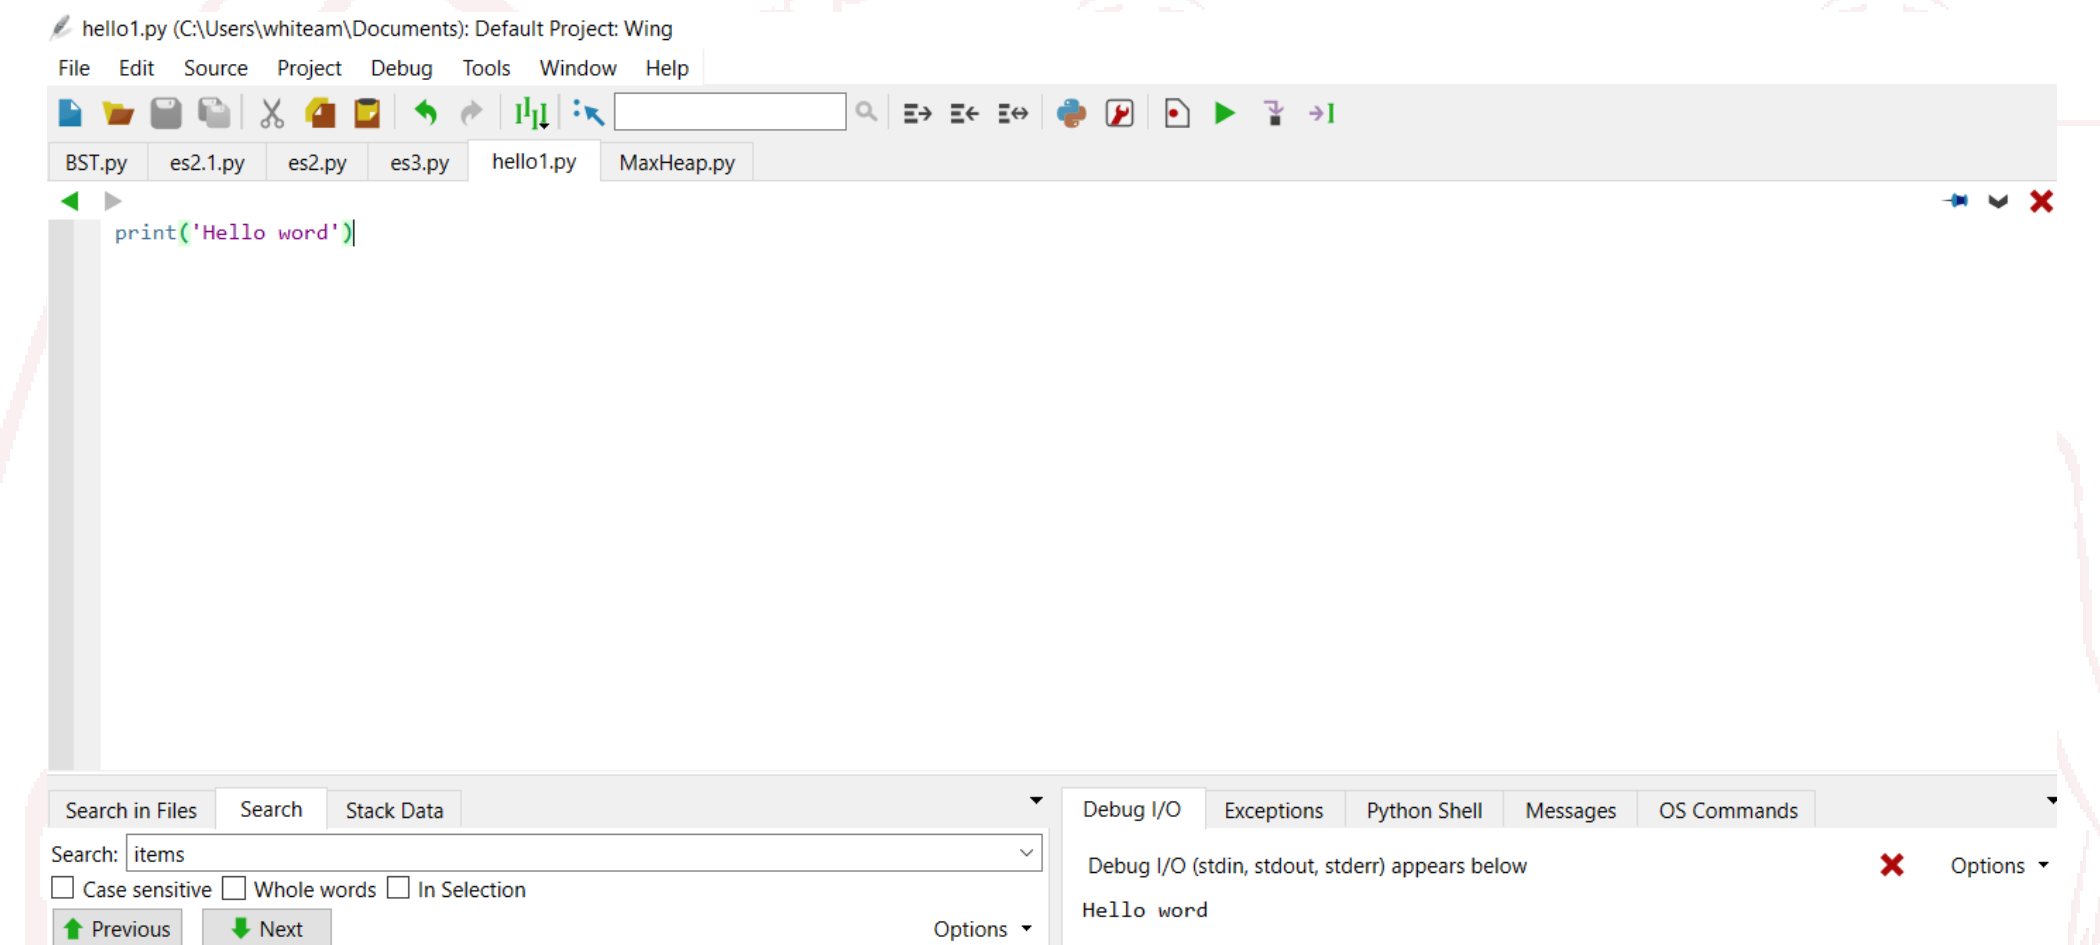 hello1.py (C:\Users\whiteam\Documents): Default Project: Wing
File Edit Source Project Debug Tools Window Help
BST.py es2.1.py es2.py es3.py hello1.py MaxHeap.py
print('Hello word')
Search in Files Search Stack Data
Debug I/O Exceptions Python Shell Messages OS Commands
Search: items
Debug I/O (stdin, stdout, stderr) appears below Options
Case sensitive Whole words In Selection
Hello word
Previous Next Options